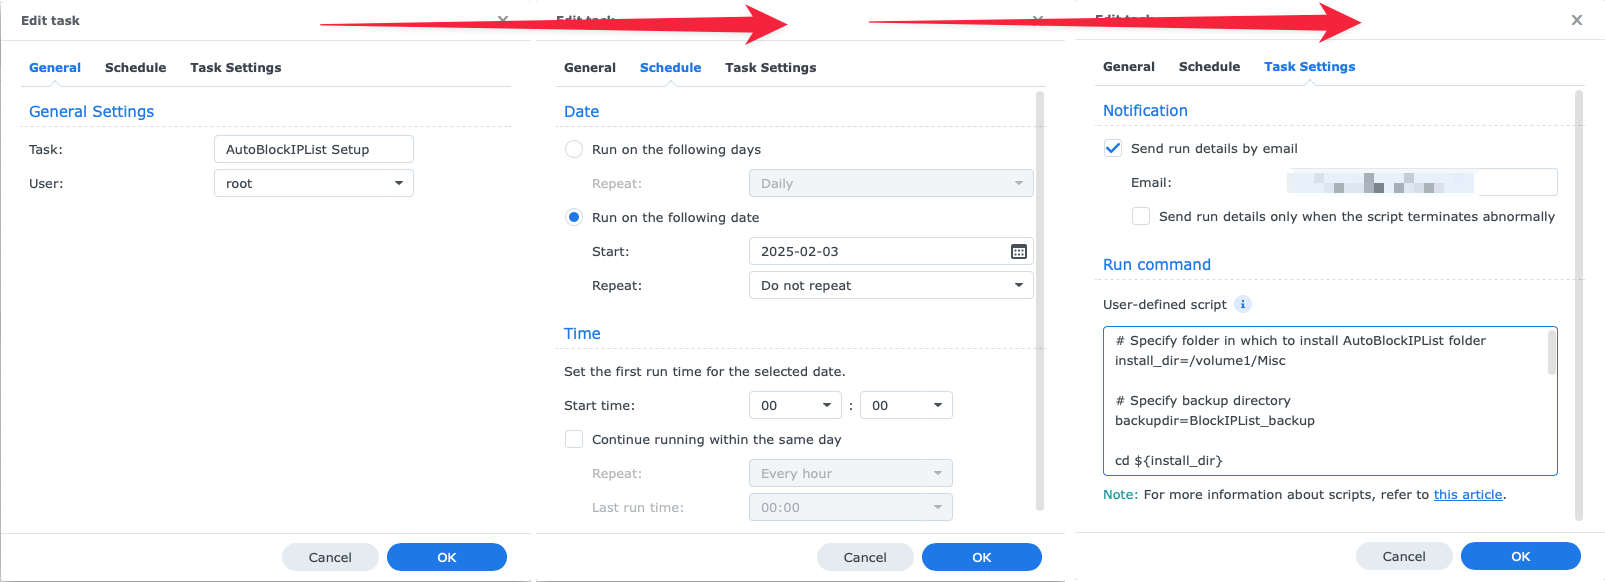 Edit task
General Schedule Task Settings
General Settings
Task: AutoBlockIPList Setup
User: root
Cancel OK
Edit task
General Schedule Task Settings
Date
Run on the following days
Repeat: Daily
Run on the following date
Start: 2025-02-03
Repeat: Do not repeat
Time
Set the first run time for the selected date.
Start time: 00 : 00
Continue running within the same day
Repeat: Every hour
Last run time: 00:00
Cancel OK
Edit task
General Schedule Task Settings
Notification
Send run details by email
Email:
Send run details only when the script terminates abnormally
Run command
User-defined script i
# Specify folder in which to install AutoBlockIPList folder
install_dir=/volume1/Misc
# Specify backup directory
backupdir=BlockIPList_backup
cd ${install_dir}
Note: For more information about scripts, refer to this article.
Cancel OK